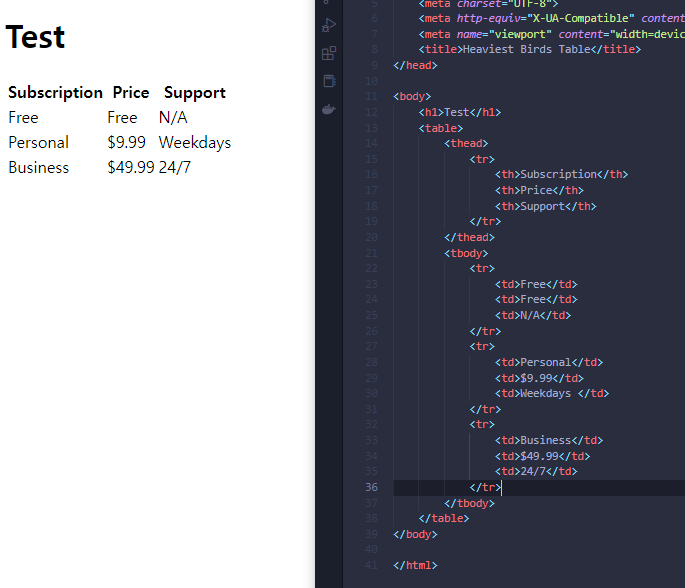 Test
Subscription Price Support
Free Free N/A
Personal $9.99 Weekdays
Business $49.99 24/7
5 <meta charset="UTF-8">
6 <meta http-equiv="X-UA-Compatible" content
7 <meta name="viewport" content="width=devic
8 <title>Heaviest Birds Table</title>
9 </head>
10
11 <body>
12 <h1>Test</h1>
13 <table>
14 <thead>
15 <tr>
16 <th>Subscription</th>
17 <th>Price</th>
18 <th>Support</th>
19 </tr>
20 </thead>
21 <tbody>
22 <tr>
23 <td>Free</td>
24 <td>Free</td>
25 <td>N/A</td>
26 </tr>
27 <tr>
28 <td>Personal</td>
29 <td>$9.99</td>
30 <td>Weekdays </td>
31 </tr>
32 <tr>
33 <td>Business</td>
34 <td>$49.99</td>
35 <td>24/7</td>
36 </tr>
37 </tbody>
38 </table>
39 </body>
40
41 </html>